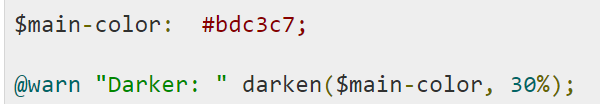 $main-color:  #bdc3c7;
@warn "Darker: " darken($main-color, 30%);